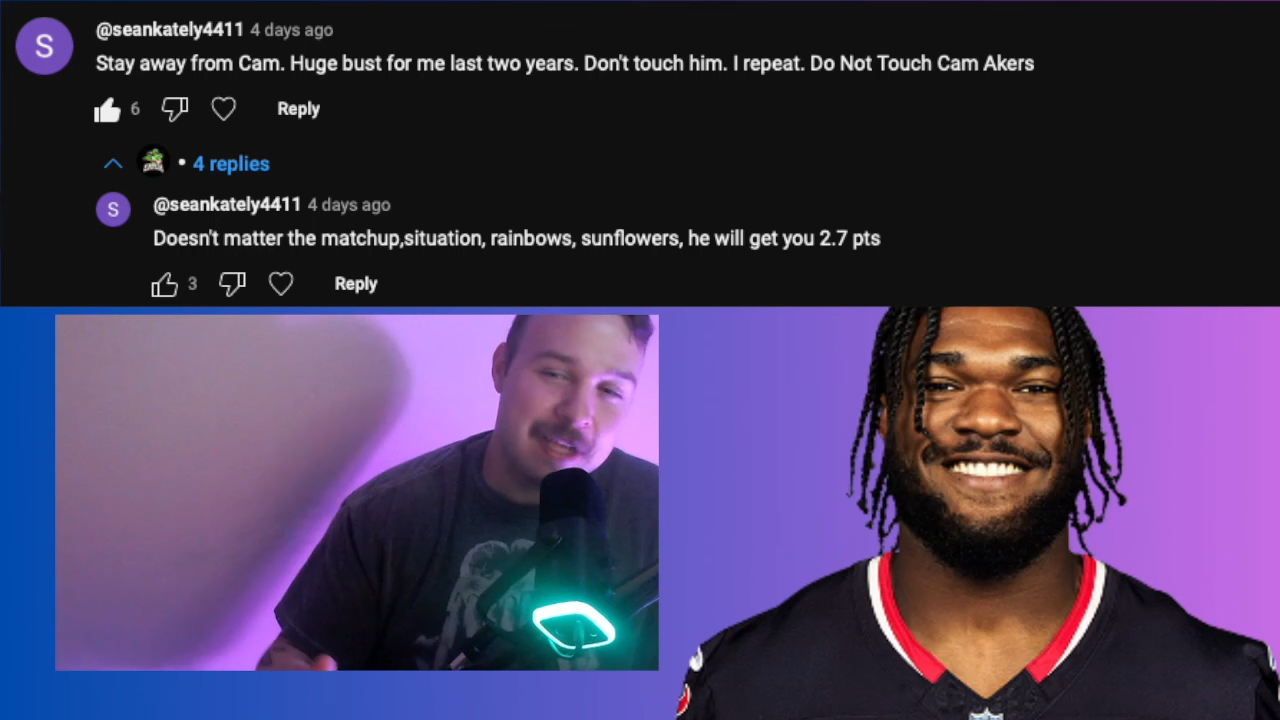 S
@seankately4411 4 days ago
Stay away from Cam. Huge bust for me last two years. Don't touch him. I repeat. Do Not Touch Cam Akers
6
Reply
• 4 replies
S
@seankately4411 4 days ago
Doesn't matter the matchup,situation, rainbows, sunflowers, he will get you 2.7 pts
3
Reply